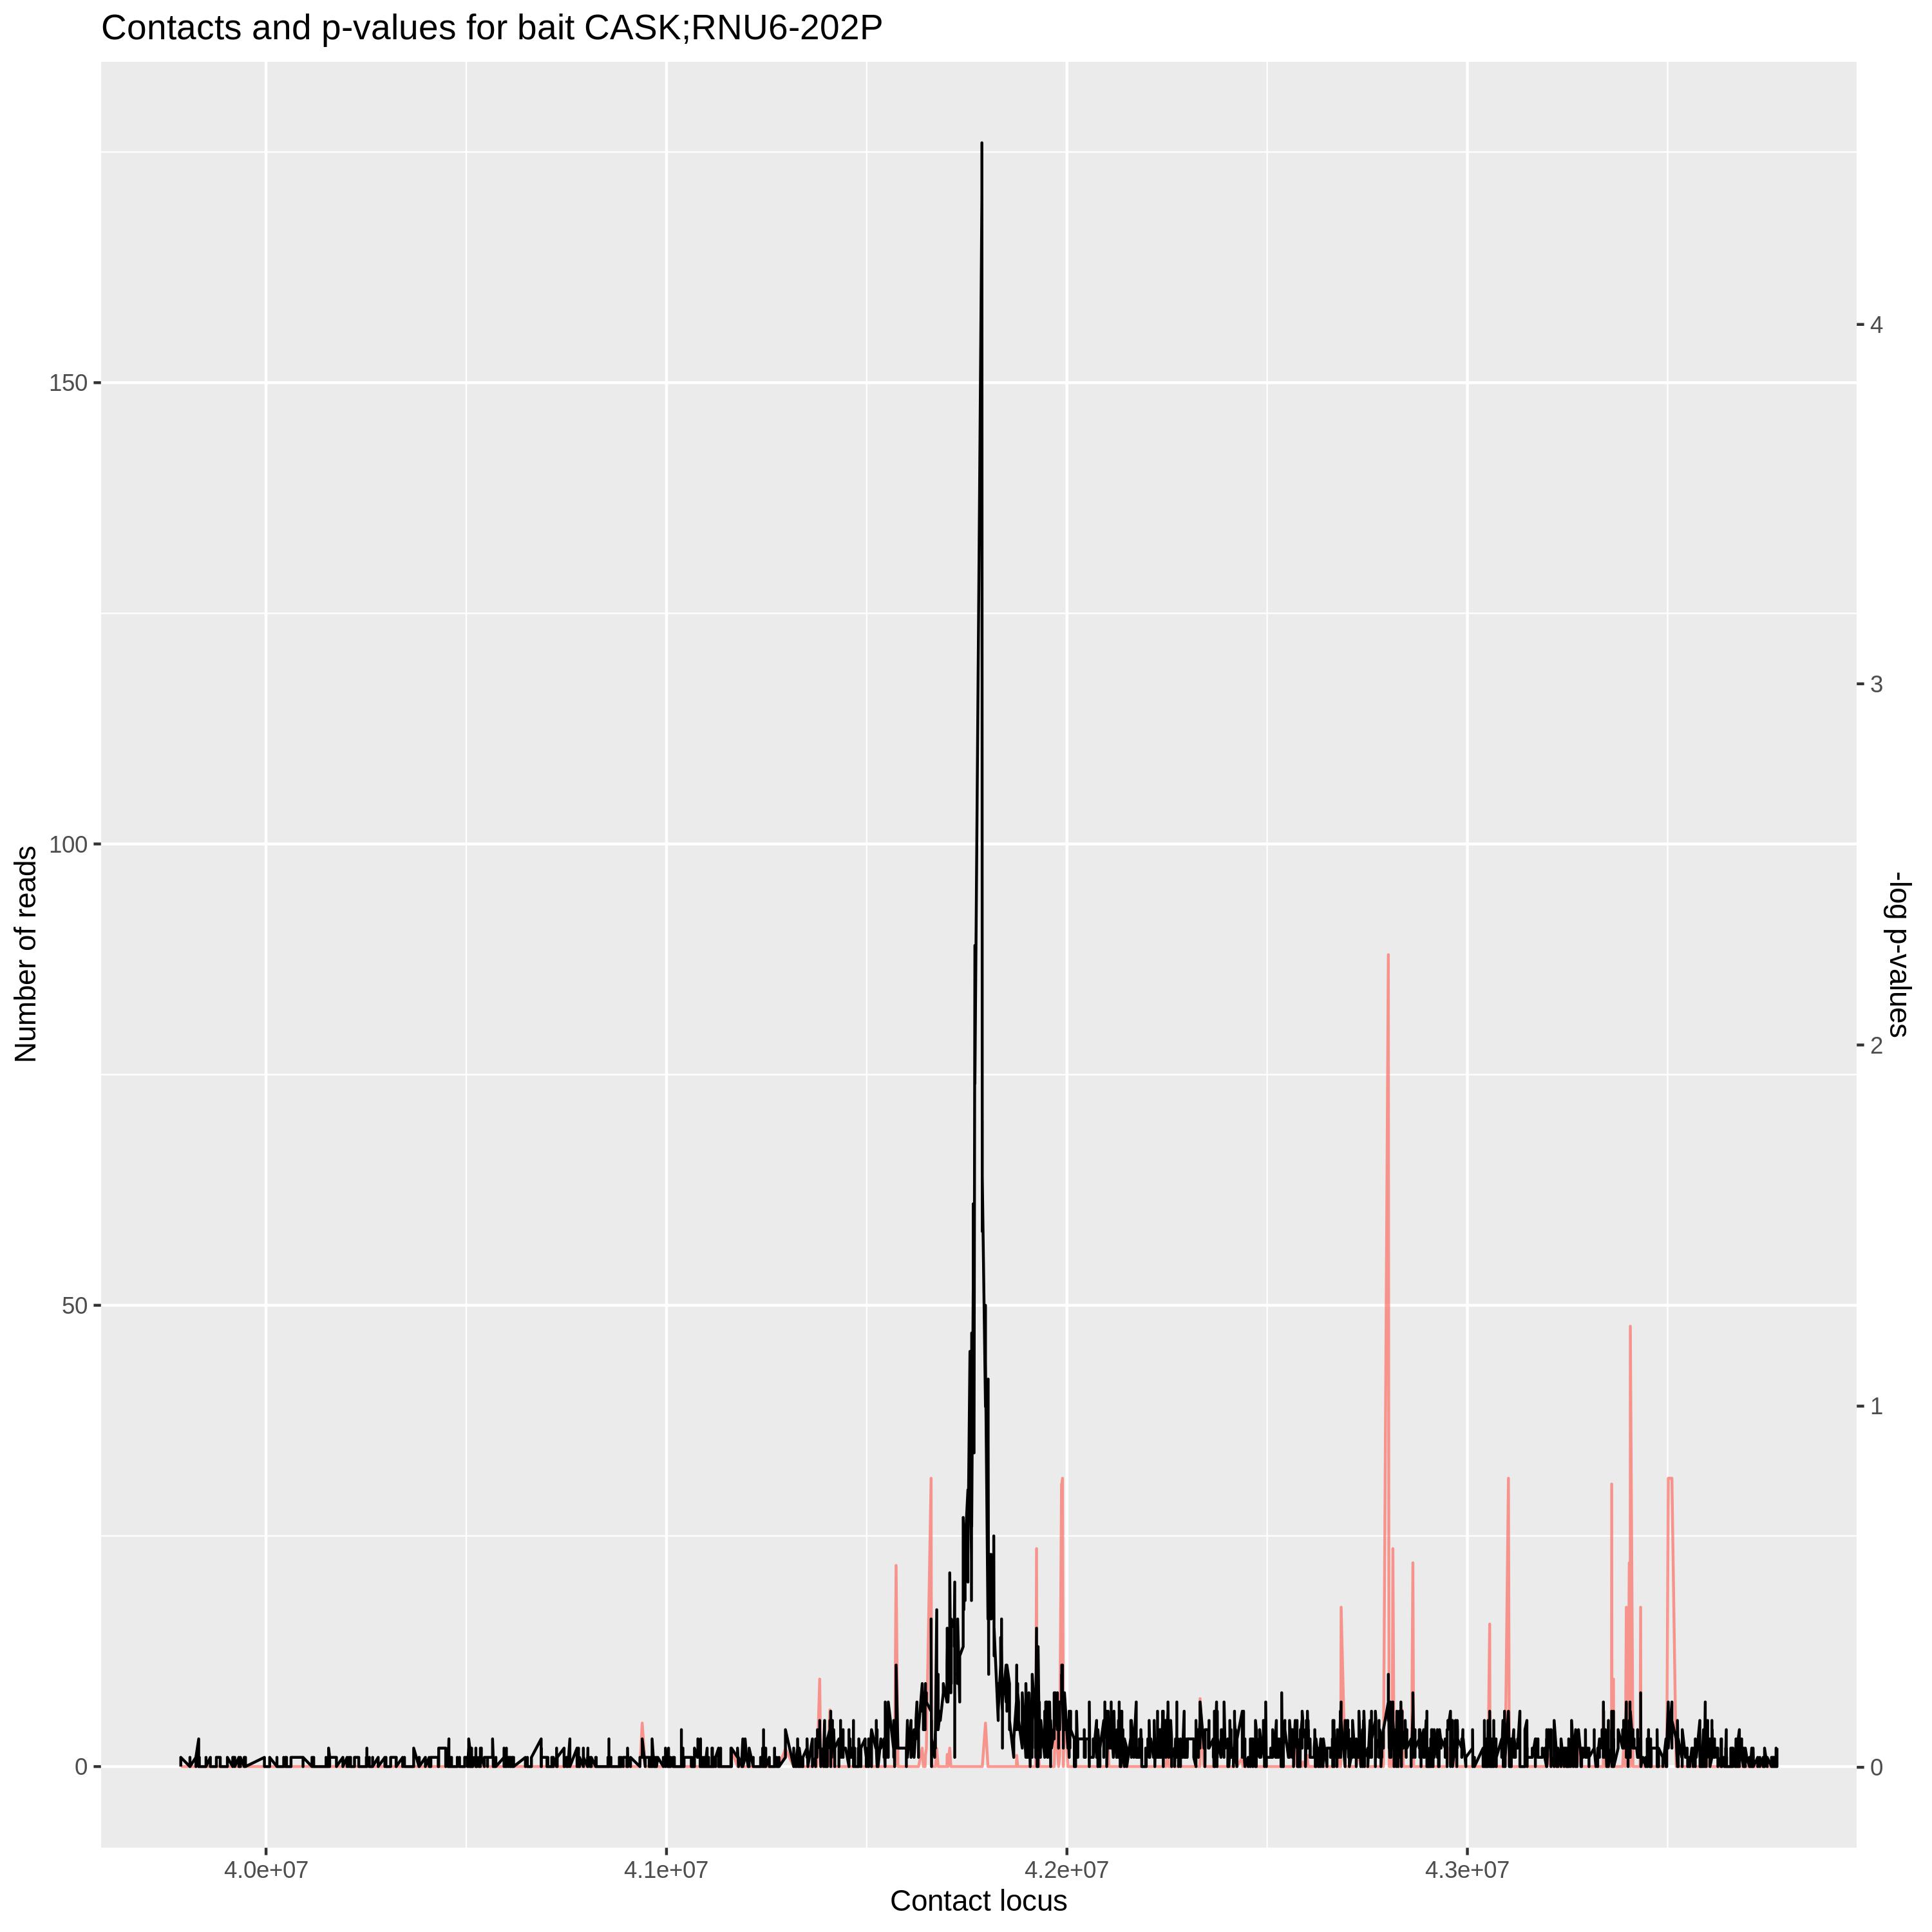 Contacts and p-values for bait CASK;RNU6-202P
Number of reads
150
100
50
0
4
3
2
1
0
-log p-values
4.0e+07
4.1e+07
4.2e+07
4.3e+07
Contact locus